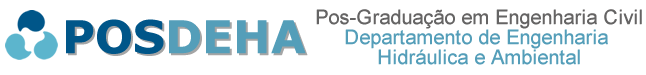 POSDEHA
Pos-Graduação em Engenharia Civil
Departamento de Engenharia
Hidráulica e Ambiental